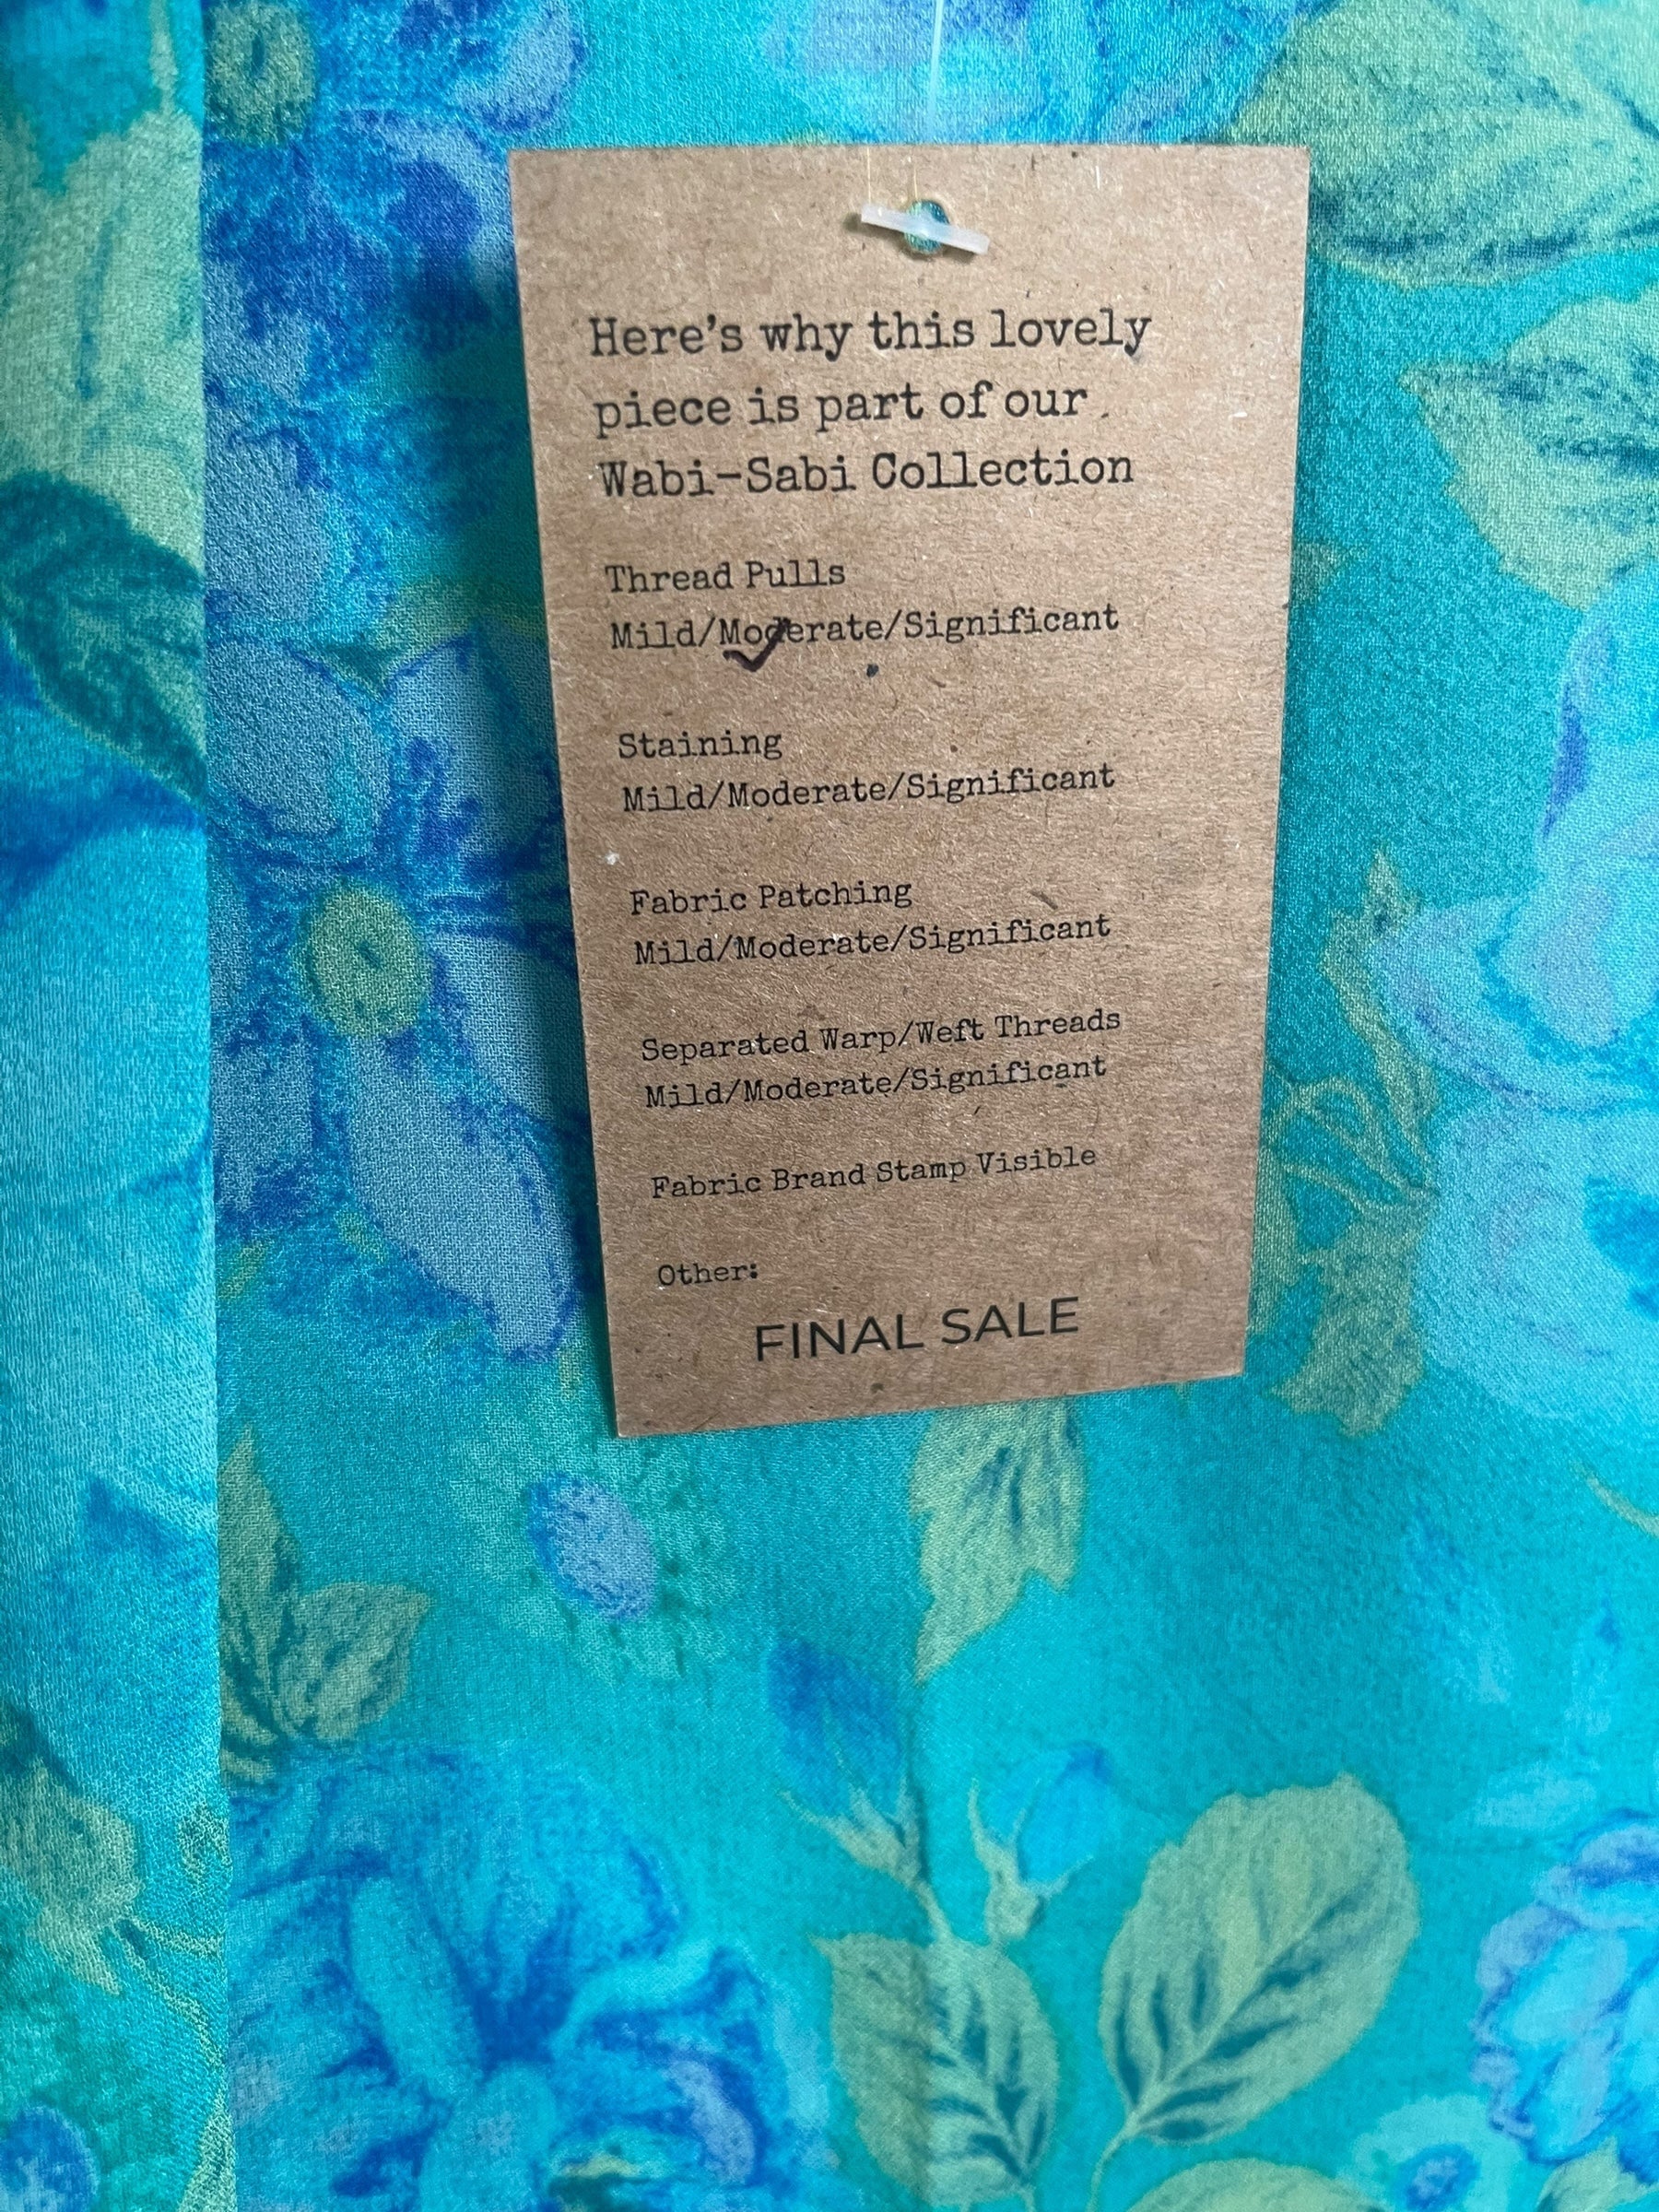 Here's why this lovely
piece is part of our
Wabi-Sabi Collection
Thread Pulls
Mild/Moderate/Significant
Staining
Mild/Moderate/Significant
Fabric Patching
Mild/Moderate/Significant
Separated Warp/Weft Threads
Mild/Moderate/Significant
Fabric Brand Stamp Visible
Other:
FINAL SALE